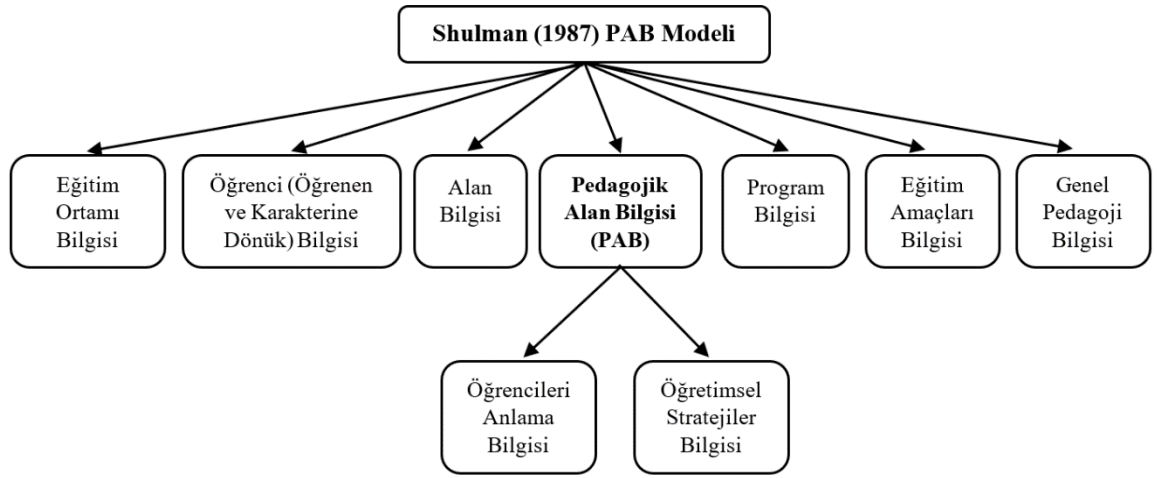 Shulman (1987) PAB Modeli
Eğitim
Ortamı
Bilgisi
Öğrenci (Öğrenen
ve Karakterine
Dönük) Bilgisi
Alan
Bilgisi
Pedagojik
Alan Bilgisi
(PAB)
Program
Bilgisi
Eğitim
Amaçları
Bilgisi
Genel
Pedagoji
Bilgisi
Öğrencileri
Anlama
Bilgisi
Öğretimsel
Stratejiler
Bilgisi